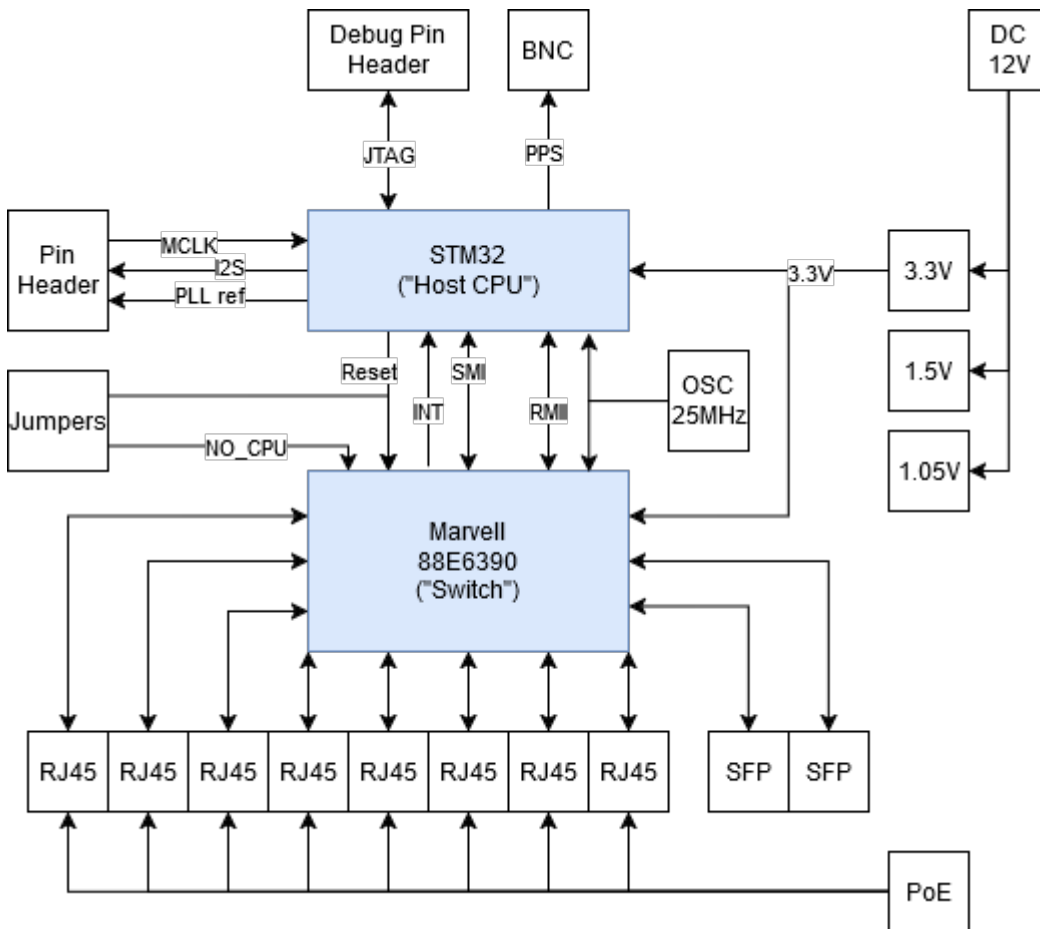 Debug Pin
Header
BNC
DC
12V
JTAG
PPS
Pin
Header
MCLK
I2S
PLL ref
STM32
("Host CPU")
3.3V
3.3V
1.5V
1.05V
Reset
SMI
INT
RMII
OSC
25MHz
Jumpers
NO_CPU
Marvell
88E6390
("Switch")
RJ45
RJ45
RJ45
RJ45
RJ45
RJ45
RJ45
RJ45
SFP
SFP
PoE